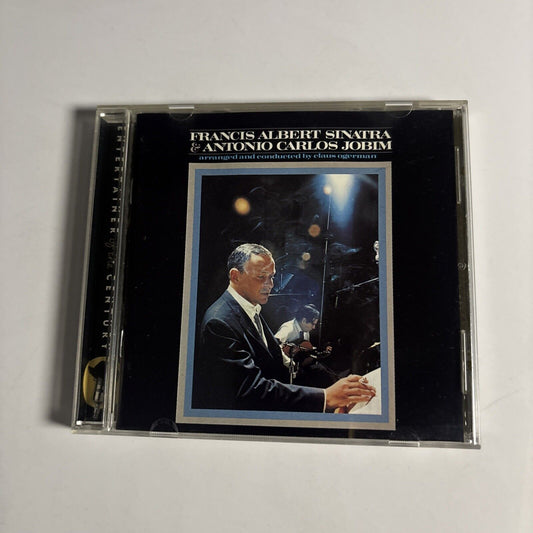 FRANCIS ALBERT SINATRA
& ANTONIO CARLOS JOBIM
arranged and conducted by claus ogerman
ENTERTAINER of the CENTURY